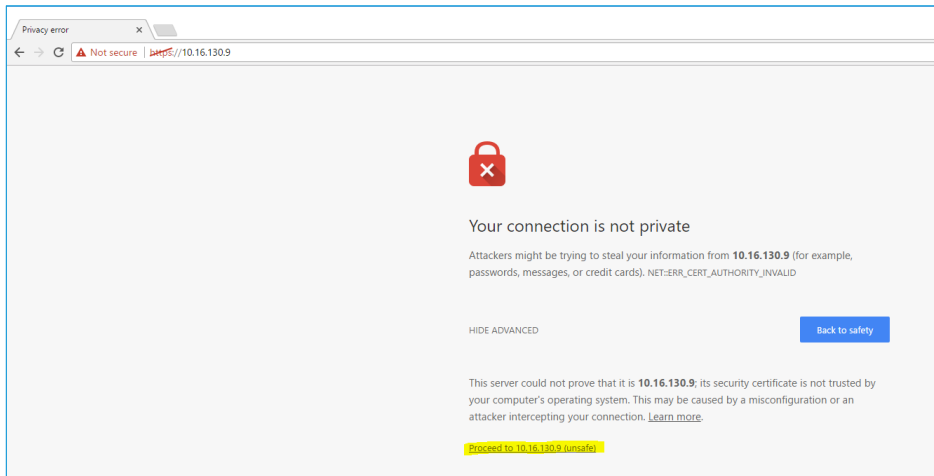 Privacy error
Not secure | https://10.16.130.9
Your connection is not private
Attackers might be trying to steal your information from 10.16.130.9 (for example,
passwords, messages, or credit cards). NET::ERR_CERT_AUTHORITY_INVALID
HIDE ADVANCED
Back to safety
This server could not prove that it is 10.16.130.9; its security certificate is not trusted by
your computer's operating system. This may be caused by a misconfiguration or an
attacker intercepting your connection. Learn more.
Proceed to 10.16.130.9 (unsafe)